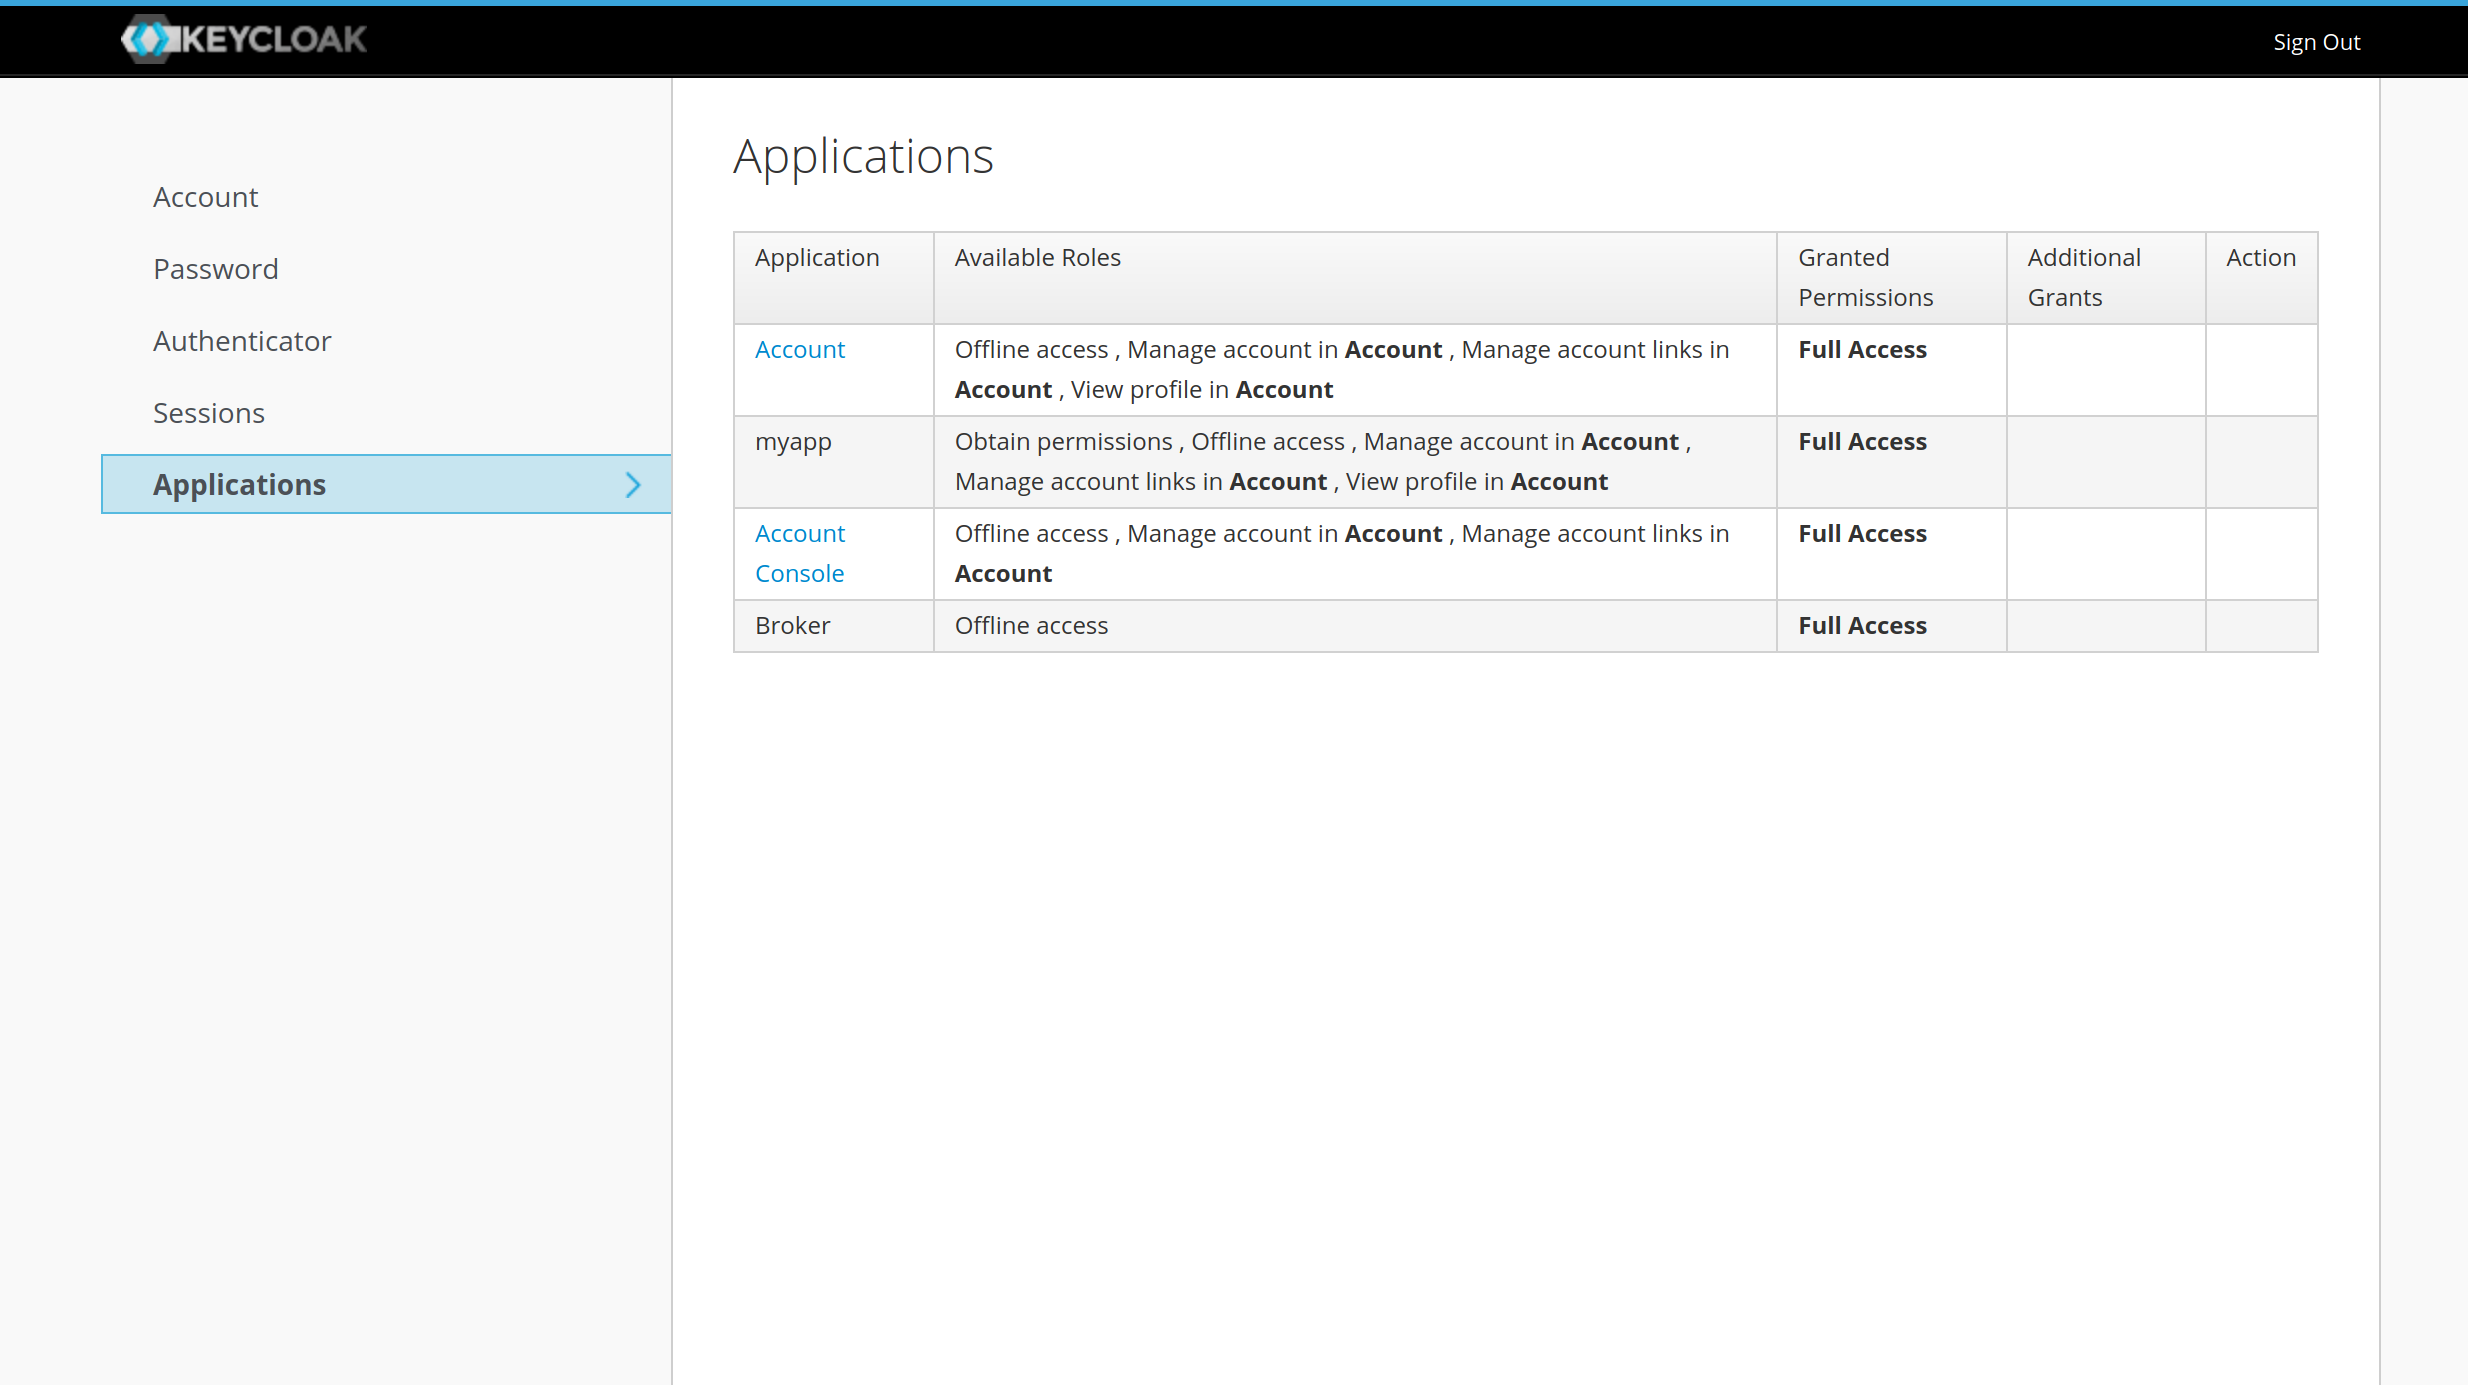 KEYCLOAK
Sign Out
Account
Password
Authenticator
Sessions
Applications
Applications
Application Available Roles Granted Permissions Additional Grants Action
Account Offline access , Manage account in Account , Manage account links in
Account , View profile in Account Full Access
myapp Obtain permissions , Offline access , Manage account in Account ,
Manage account links in Account , View profile in Account Full Access
Account Console Offline access , Manage account in Account , Manage account links in
Account Full Access
Broker Offline access Full Access